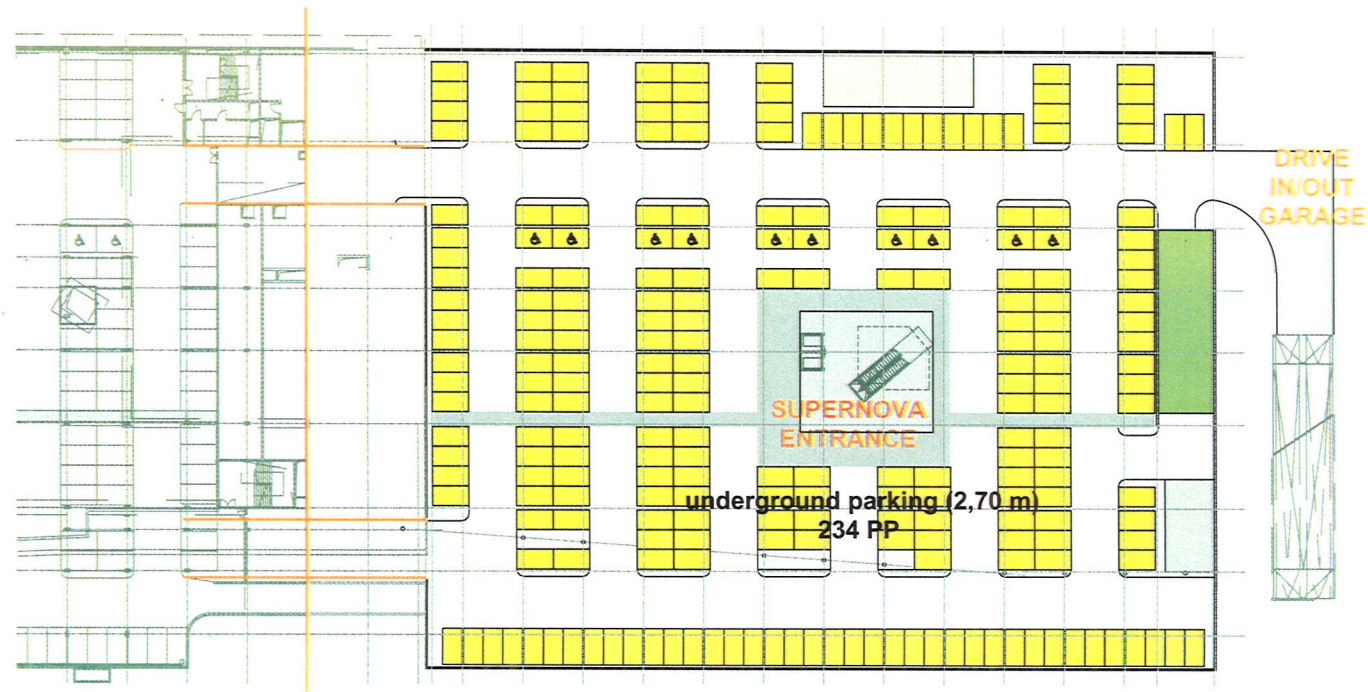 DRIVE
IN/OUT
GARAGE
SUPERNOVA
ENTRANCE
underground parking (2,70 m)
234 PP